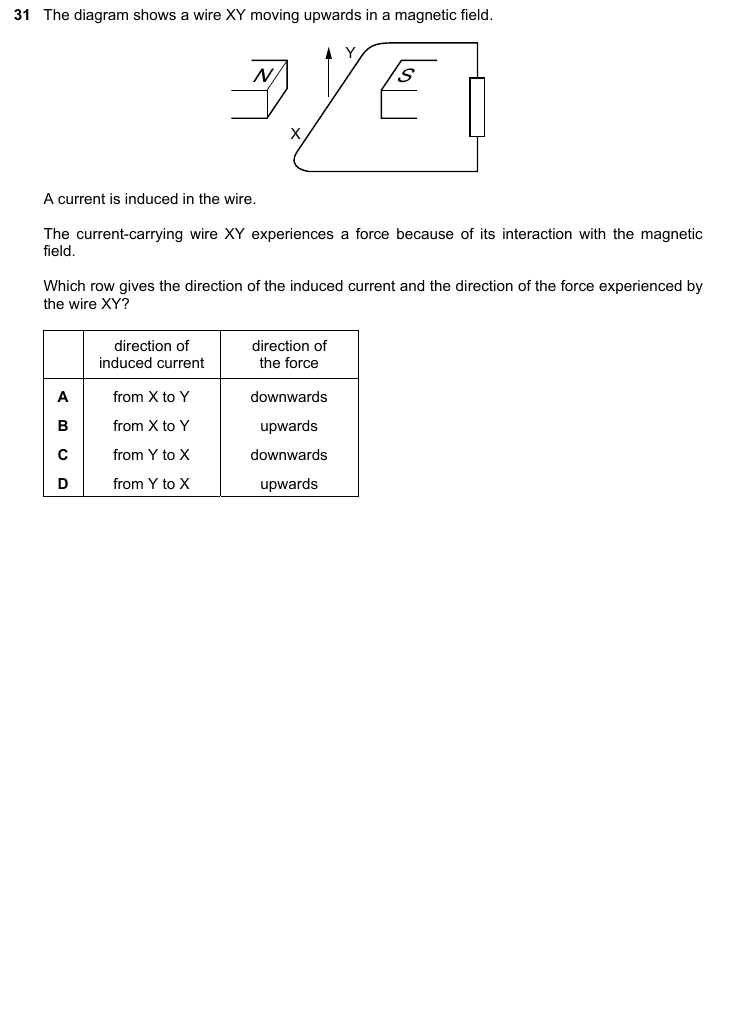 31 The diagram shows a wire XY moving upwards in a magnetic field.
N
Y
S
X
A current is induced in the wire.
The current-carrying wire XY experiences a force because of its interaction with the magnetic
field.
Which row gives the direction of the induced current and the direction of the force experienced by
the wire XY?
direction of
induced current
direction of
the force
A from X to Y downwards
B from X to Y upwards
C from Y to X downwards
D from Y to X upwards